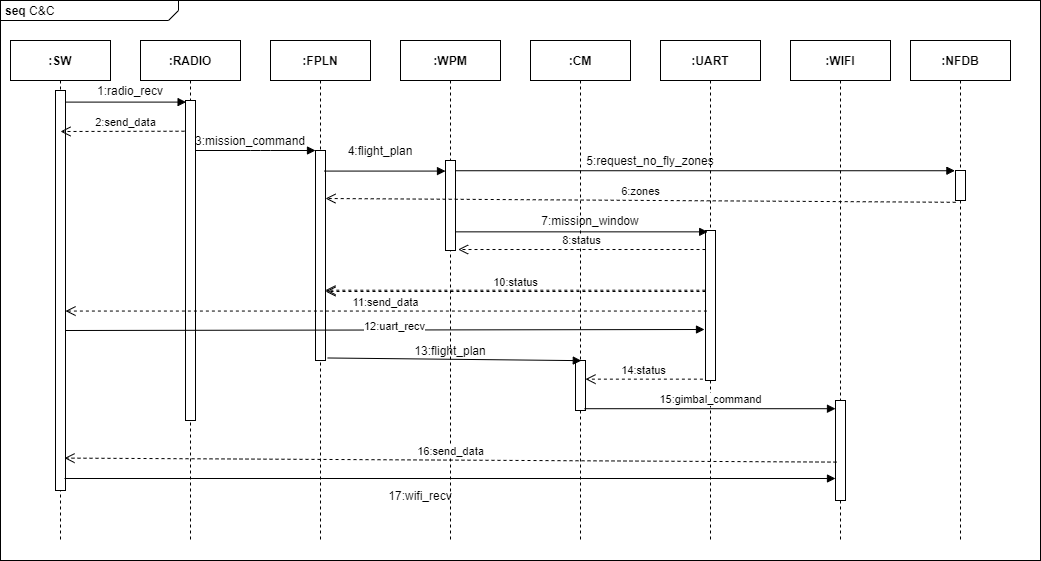 seq C&C
:SW
:RADIO
:FPLN
:WPM
:CM
:UART
:WIFI
:NFDB
1:radio_recv
2:send_data
3:mission_command
4:flight_plan
5:request_no_fly_zones
6:zones
7:mission_window
8:status
10:status
11:send_data
12:uart_recv
13:flight_plan
14:status
15:gimbal_command
16:send_data
17:wifi_recv